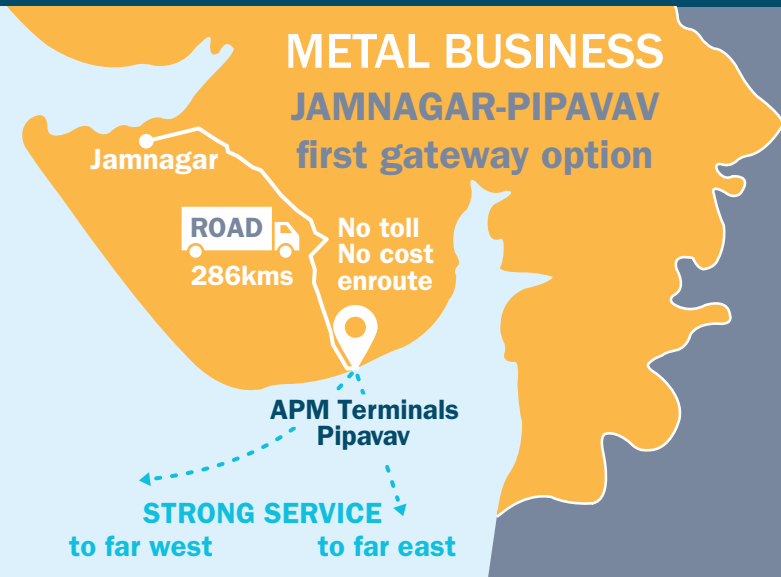 METAL BUSINESS
JAMNAGAR-PIPAVAV
first gateway option
Jamnagar
ROAD
286kms
No toll
No cost
enroute
APM Terminals
Pipavav
STRONG SERVICE
to far west
to far east